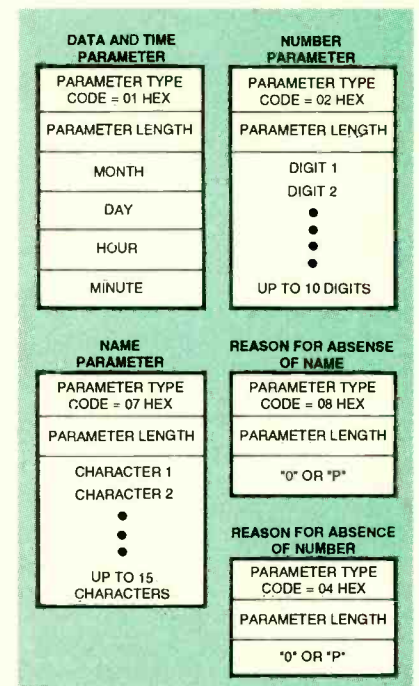 DATA AND TIME
PARAMETER
PARAMETER TYPE
CODE = 01 HEX
PARAMETER LENGTH
MONTH
DAY
HOUR
MINUTE
NUMBER
PARAMETER
PARAMETER TYPE
CODE = 02 HEX
PARAMETER LENGTH
DIGIT 1
DIGIT 2
UP TO 10 DIGITS
NAME
PARAMETER
PARAMETER TYPE
CODE = 07 HEX
PARAMETER LENGTH
CHARACTER 1
CHARACTER 2
UP TO 15
CHARACTERS
REASON FOR ABSENSE
OF NAME
PARAMETER TYPE
CODE = 08 HEX
PARAMETER LENGTH
"0" OR "P"
REASON FOR ABSENCE
OF NUMBER
PARAMETER TYPE
CODE = 04 HEX
PARAMETER LENGTH
"0" OR "P"